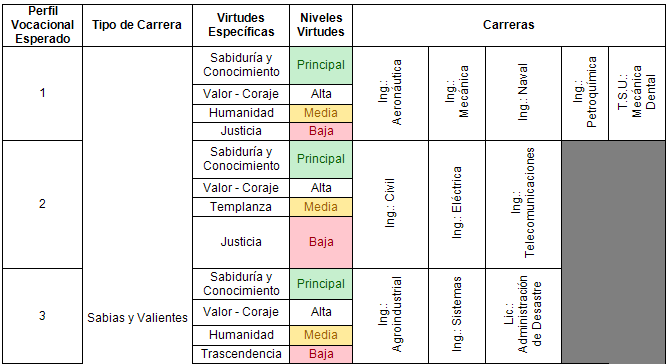 Perfil
Vocacional
Esperado
Tipo de Carrera
Virtudes
Específicas
Niveles
Virtudes
Carreras
1
Sabiduría y
Conocimiento
Principal
Valor - Coraje
Alta
Humanidad
Media
Justicia
Baja
Ing.:
Aeronáutica
Ing.:
Mecánica
Ing.: Naval
Ing.:
Petroquímica
T.S.U.:
Mecánica
Dental
2
Sabiduría y
Conocimiento
Principal
Valor - Coraje
Alta
Templanza
Media
Justicia
Baja
Ing.: Civil
Ing.: Eléctrica
Ing.:
Telecomunicaciones
3
Sabias y Valientes
Sabiduría y
Conocimiento
Principal
Valor - Coraje
Alta
Humanidad
Media
Trascendencia
Baja
Ing.:
Agroindustrial
Ing.: Sistemas
Lic.:
Administración
de Desastre